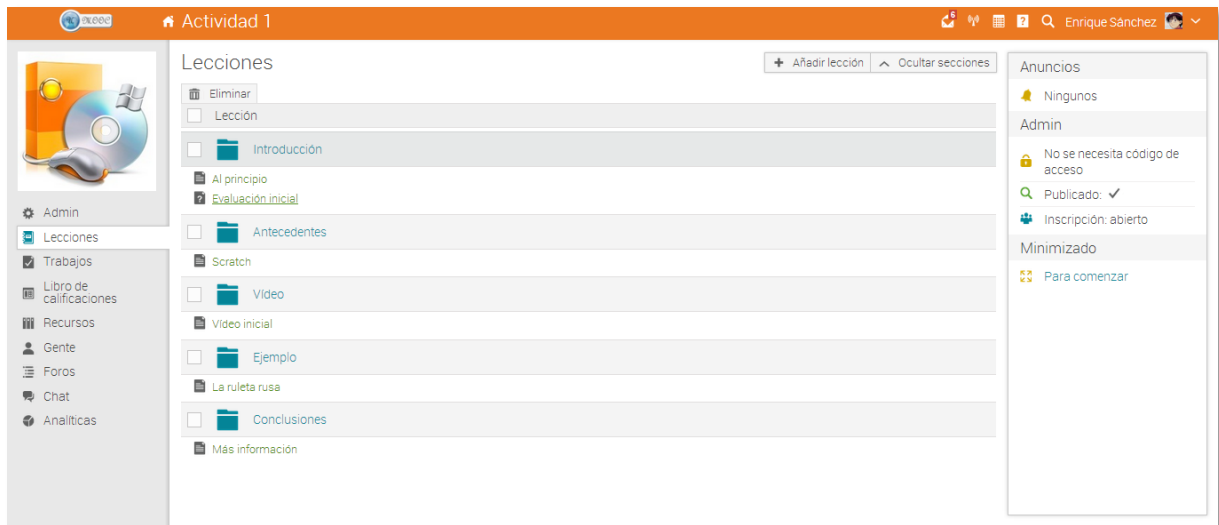 XOOC
Actividad 1
6
Enrique Sánchez
Admin
Lecciones
Trabajos
Libro de
calificaciones
Recursos
Gente
Foros
Chat
Analíticas
Lecciones
Añadir lección
Ocultar secciones
Eliminar
Lección
Introducción
Al principio
Evaluación inicial
Antecedentes
Scratch
Vídeo
Vídeo inicial
Ejemplo
La ruleta rusa
Conclusiones
Más información
Anuncios
Ningunos
Admin
No se necesita código de
acceso
Publicado:
Inscripción: abierto
Minimizado
Para comenzar